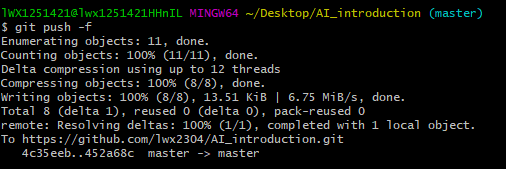 lWX1251421@lwx1251421HHnIL MINGW64 ~/Desktop/AI_introduction (master)
$ git push -f
Enumerating objects: 11, done.
Counting objects: 100% (11/11), done.
Delta compression using up to 12 threads
Compressing objects: 100% (8/8), done.
Writing objects: 100% (8/8), 13.51 KiB | 6.75 MiB/s, done.
Total 8 (delta 1), reused 0 (delta 0), pack-reused 0
remote: Resolving deltas: 100% (1/1), completed with 1 local object.
To https://github.com/lwx2304/AI_introduction.git
   4c35eeb..452a68c  master -> master